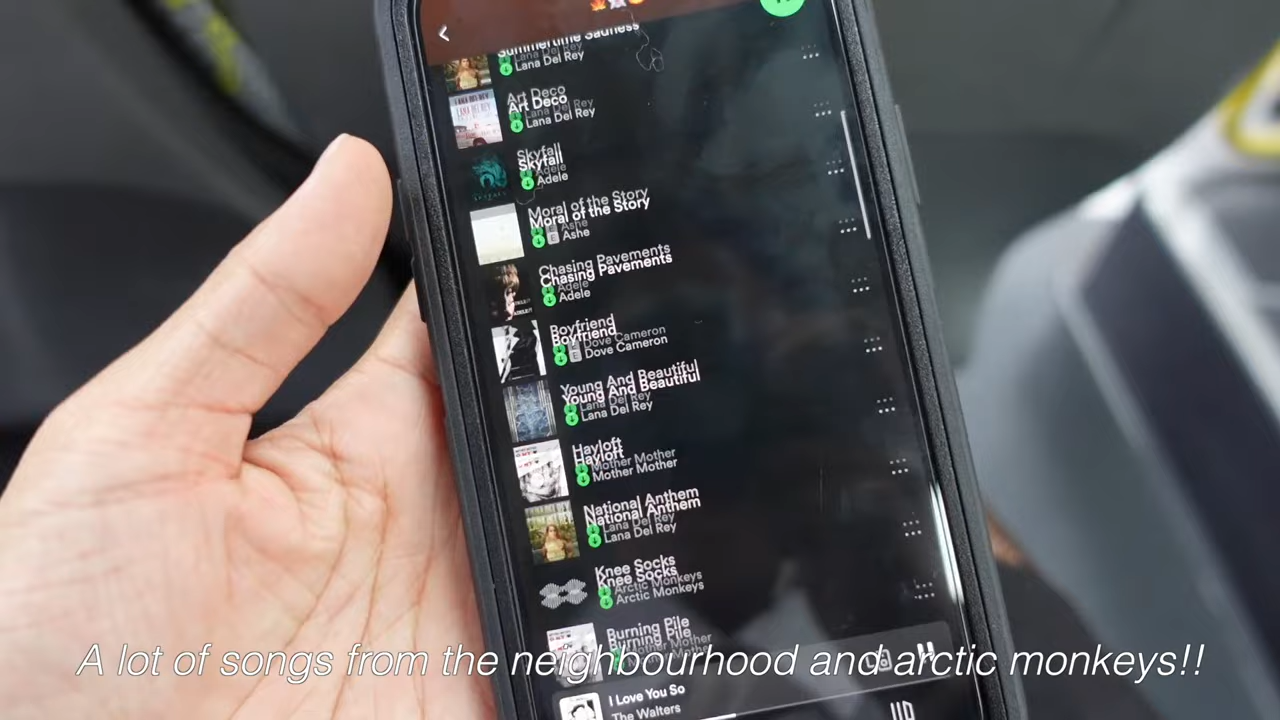 Summertime Sadness
Lana Del Rey
Art Deco
Lana Del Rey
Skyfall
Adele
Moral of the Story
E Ashe
Chasing Pavements
Adele
Boyfriend
E Dove Cameron
Young And Beautiful
Lana Del Rey
Hayloft
Mother Mother
National Anthem
Lana Del Rey
Knee Socks
Arctic Monkeys
Burning Pile
Mother Mother
A lot of songs from the neighbourhood and arctic monkeys!!
I Love You So
The Walters